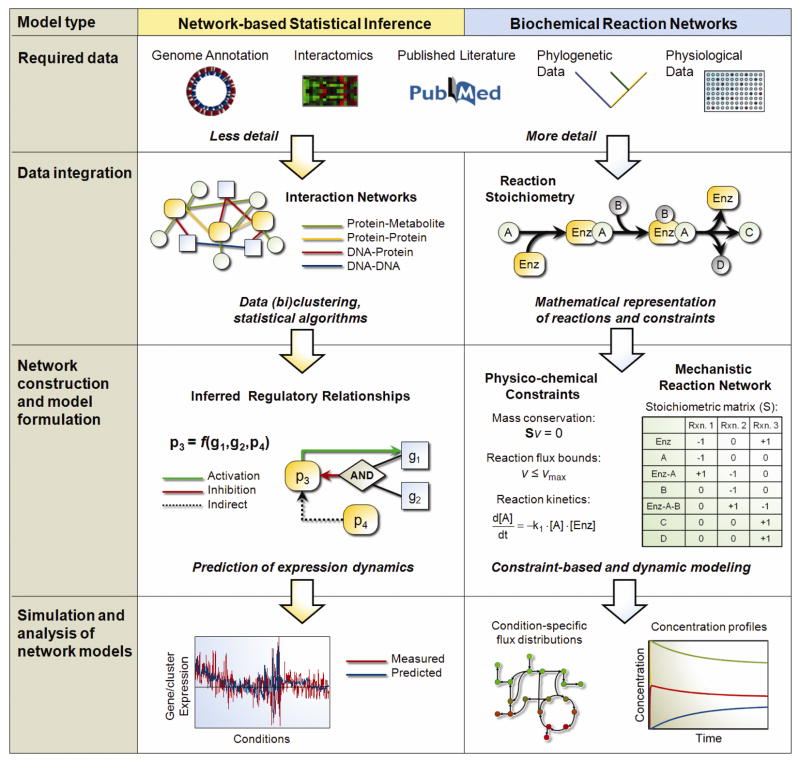 Model type
Network-based Statistical Inference
Biochemical Reaction Networks
Required data
Genome Annotation
Interactomics
Published Literature
Phylogenetic
Data
Physiological
Data
PubMed
Less detail
More detail
Data integration
Interaction Networks
Protein-Metabolite
Protein-Protein
DNA-Protein
DNA-DNA
Data (bi)clustering,
statistical algorithms
Reaction
Stoichiometry
A
Enz
Enz A
B
B
Enz A
Enz
C
D
Mathematical representation
of reactions and constraints
Network
construction
and model
formulation
Inferred Regulatory Relationships
p3 = f(g1,g2,p4)
Activation
Inhibition
Indirect
p3
AND
g1
g2
p4
Prediction of expression dynamics
Physico-chemical
Constraints
Mass conservation:
Sv = 0
Reaction flux bounds:
v ≤ vmax
Reaction kinetics:
d[A]
dt
= –k1 · [A] · [Enz]
Mechanistic
Reaction Network
Stoichiometric matrix (S):
Rxn. 1 Rxn. 2 Rxn. 3
Enz -1 0 +1
A -1 0 0
Enz-A +1 -1 0
B 0 -1 0
Enz-A-B 0 +1 -1
C 0 0 +1
D 0 0 +1
Constraint-based and dynamic modeling
Simulation and
analysis of
network models
Gene/cluster
Expression
Conditions
Measured
Predicted
Condition-specific
flux distributions
Concentration profiles
Concentration
Time